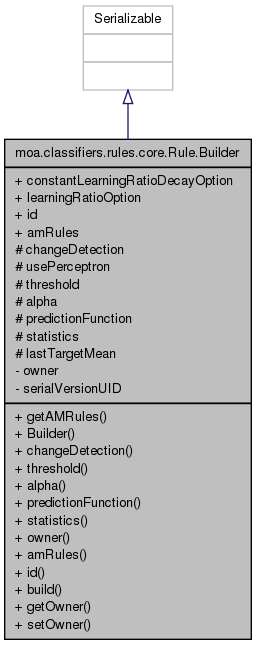 Serializable
moa.classifiers.rules.core.Rule.Builder
+ constantLearningRatioDecayOption
+ learningRatioOption
+ id
+ amRules
# changeDetection
# usePerceptron
# threshold
# alpha
# predictionFunction
# statistics
# lastTargetMean
- owner
- serialVersionUID
+ getAMRules()
+ Builder()
+ changeDetection()
+ threshold()
+ alpha()
+ predictionFunction()
+ statistics()
+ owner()
+ amRules()
+ id()
+ build()
+ getOwner()
+ setOwner()